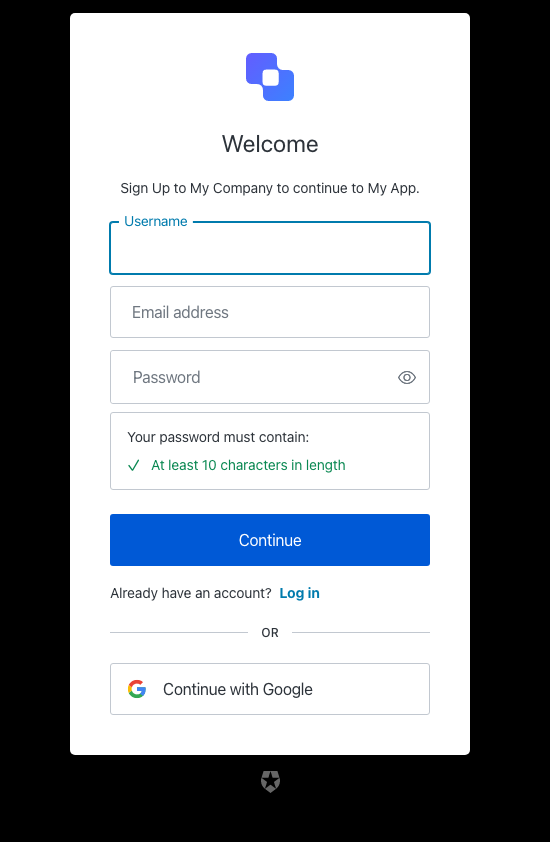 Welcome
Sign Up to My Company to continue to My App.
Username
Email address
Password
Your password must contain:
At least 10 characters in length
Continue
Already have an account? Log in
OR
Continue with Google